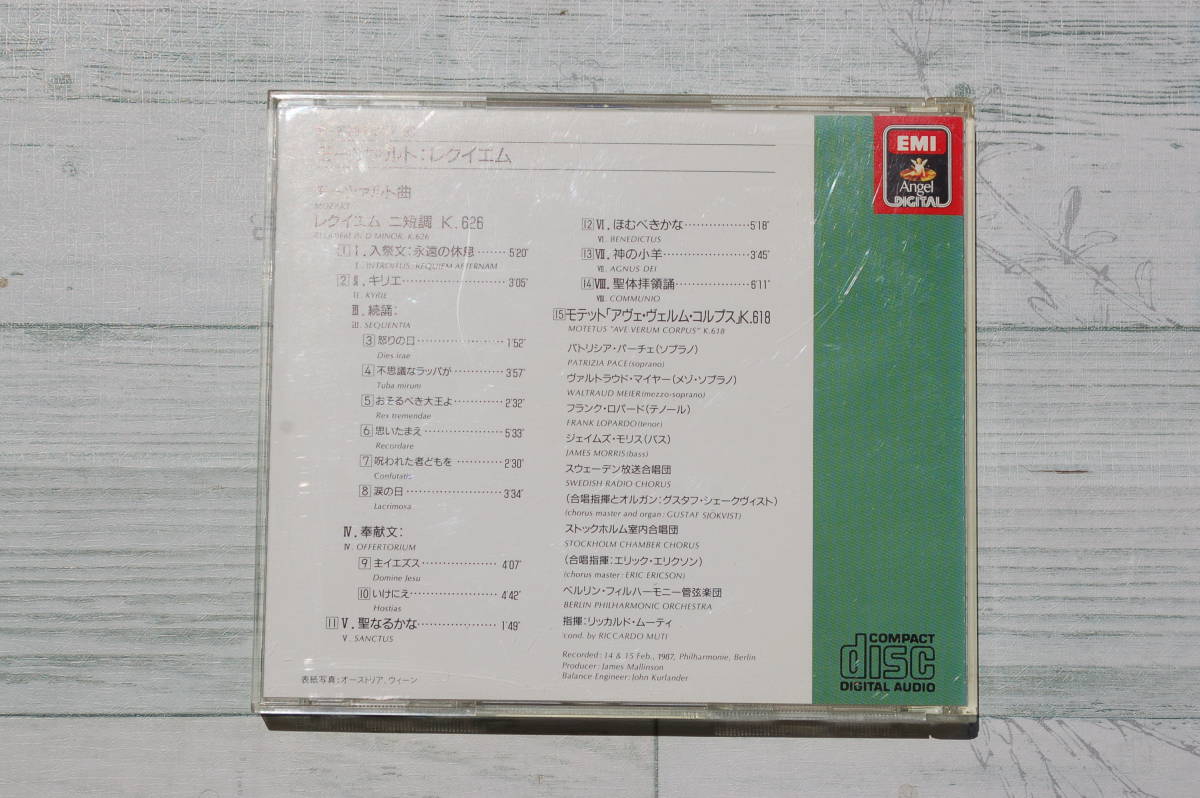 モーツァルト:レクイエム
モーツァルト曲
MOZART
レクイエム ニ短調 K.626
REQUIEM IN D MINOR, K.626
1 I.入祭文:永遠の休息 5'20"
I. INTROITUS: REQUIEM AETERNAM
2 II.キリエ 3'05"
II. KYRIE
III.続誦:
III. SEQUENTIA
3 怒りの日 1'52"
Dies irae
4 不思議なラッパが 3'57"
Tuba mirum
5 おそるべき大王よ 2'32"
Rex tremendae
6 思いたまえ 5'33"
Recordare
7 呪われた者どもを 2'30"
Confutatis
8 涙の日 3'34"
Lacrimoxa
IV.奉献文:
IV. OFFERTORIUM
9 主イエズス 4'07"
Domine Jesu
10 いけにえ 4'42"
Hostias
11 V.聖なるかな 1'49"
V. SANCTUS
表紙写真:オーストリア、ウィーン
12 VI.ほむべきかな 5'18"
VI. BENEDICTUS
13 VII.神の小羊 3'45"
VII. AGNUS DEI
14 VIII.聖体拝領誦 6'11"
VIII. COMMUNIO
15 モテット「アヴェ・ヴェルム・コルプス」K.618
MOTETUS "AVE VERUM CORPUS" K.618
パトリシア・パーチェ(ソプラノ)
PATRIZIA PACE(soprano)
ヴァルトラウド・マイヤー(メゾ・ソプラノ)
WALTRAUD MEIER(mezzo-soprano)
フランク・ロパード(テノール)
FRANK LOPARDO(tenor)
ジェイムズ・モリス(バス)
JAMES MORRIS(bass)
スウェーデン放送合唱団
SWEDISH RADIO CHORUS
(合唱指揮とオルガン:グスタフ・シェークヴィスト)
(chorus master and organ: GUSTAF SJÖKVIST)
ストックホルム室内合唱団
STOCKHOLM CHAMBER CHORUS
(合唱指揮:エリック・エリクソン)
(chorus master: ERIC ERICSON)
ベルリン・フィルハーモニー管弦楽団
BERLIN PHILHARMONIC ORCHESTRA
指揮:リッカルド・ムーティ
cond. by RICCARDO MUTI
Recorded: 14 & 15 Feb., 1987, Philharmonie, Berlin
Producer: James Mallinson
Balance Engineer: John Kurlander
EMI
Angel
DIGITAL
COMPACT
disc
DIGITAL AUDIO